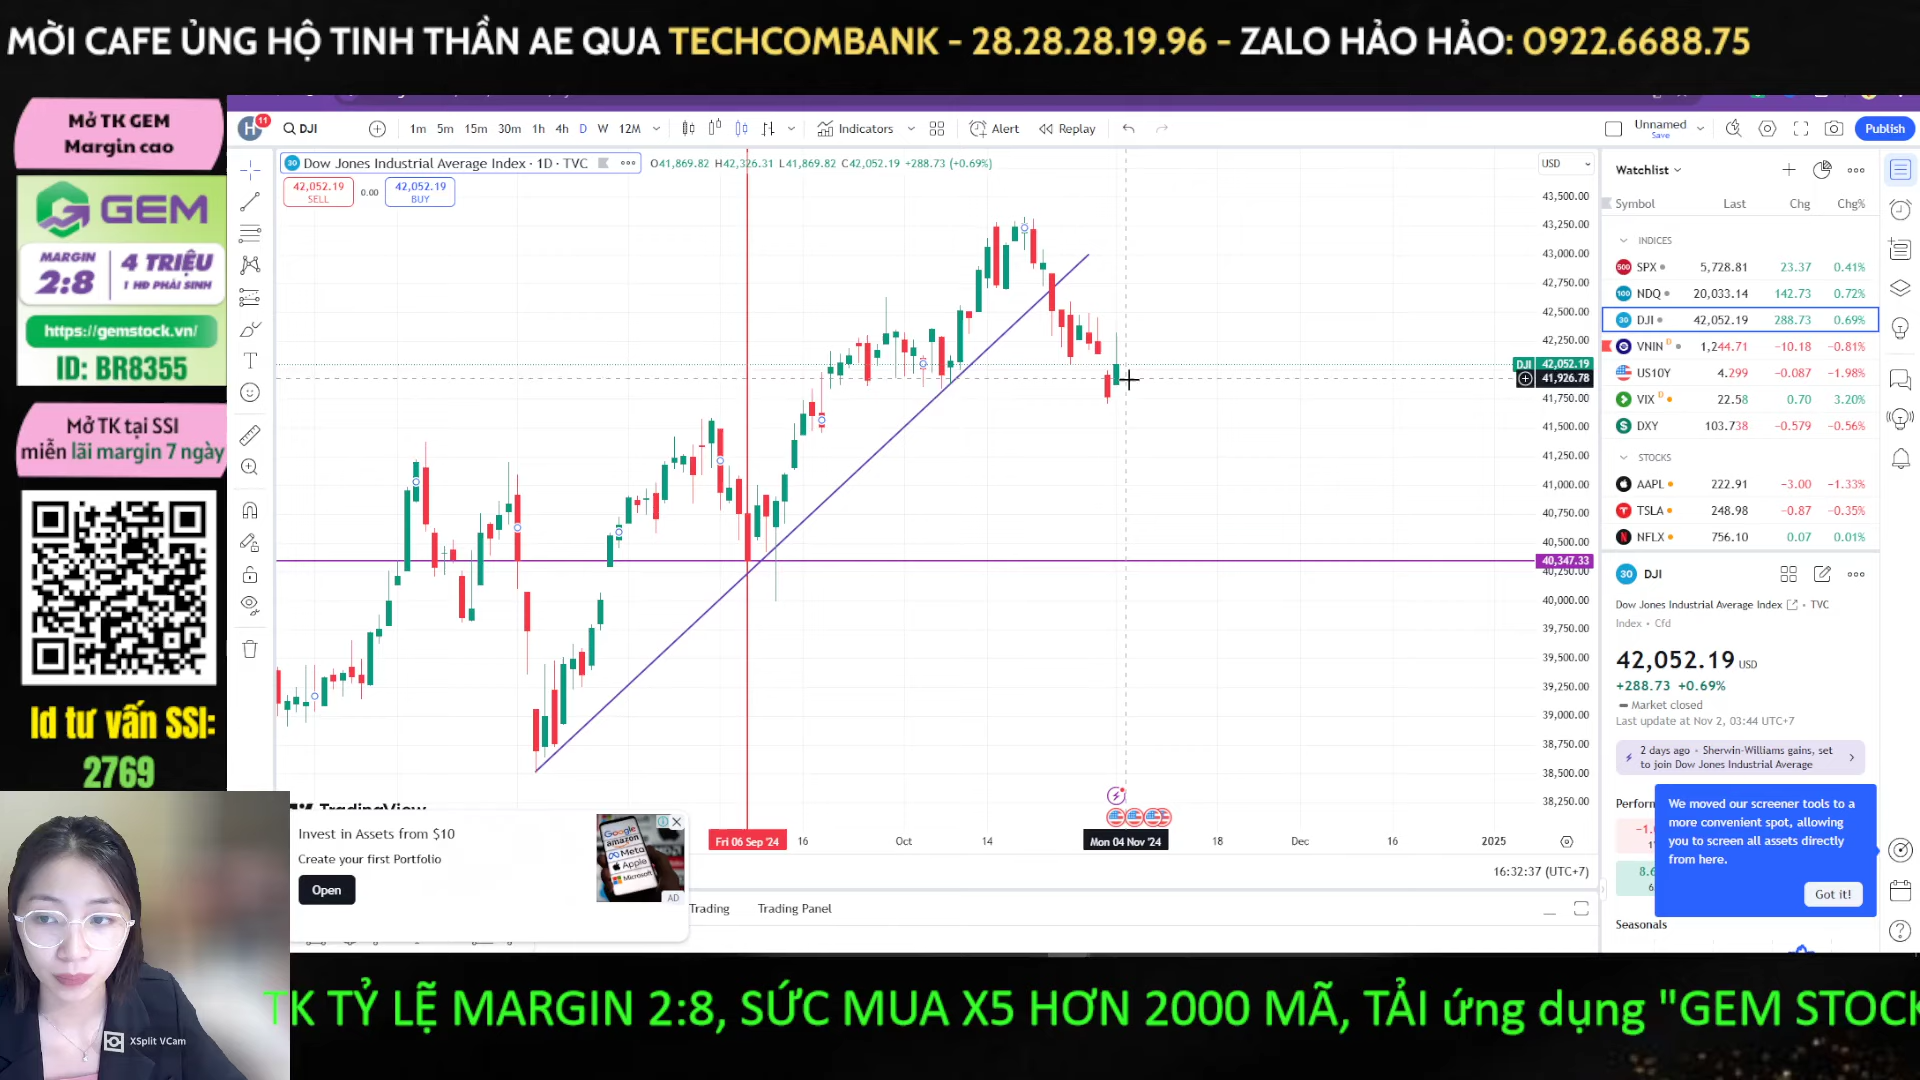 MỜI CAFE ỦNG HỘ TINH THẦN AE QUA TECHCOMBANK - 28.28.28.19.96 - ZALO HẢO HẢO: 0922.6688.75
Mở TK GEM
Margin cao
GEM
MARGIN
2:8
4 TRIỆU
1 HĐ PHÁI SINH
https://gemstock.vn/
ID: BR8355
Mở TK tại SSI
miễn lãi margin 7 ngày
Id tư vấn SSI:
2769
XSplit VCam
H 11 DJI 1m 5m 15m 30m 1h 4h D W 12M Indicators Alert Replay
Unnamed
Save
Publish
30 Dow Jones Industrial Average Index · 1D · TVC O41,869.82 H42,326.31 L41,869.82 C42,052.19 +288.73 (+0.69%)
USD
42,052.19
SELL
0.00
42,052.19
BUY
43,500.00
43,250.00
43,000.00
42,750.00
42,500.00
42,250.00
DJI 42,052.19
41,926.78
41,750.00
41,500.00
41,250.00
41,000.00
40,750.00
40,500.00
40,347.33
40,250.00
40,000.00
39,750.00
39,500.00
39,250.00
39,000.00
38,750.00
38,500.00
38,250.00
TradingView
Fri 06 Sep '24 16 Oct 14 Mon 04 Nov '24 18 Dec 16 2025
16:32:37 (UTC+7)
Invest in Assets from $10
Create your first Portfolio
Open
Google
amazon
Meta
Apple
Microsoft
AD
Trading
Trading Panel
Watchlist
Symbol Last Chg Chg%
INDICES
500 SPX 5,728.81 23.37 0.41%
100 NDQ 20,033.14 142.73 0.72%
30 DJI 42,052.19 288.73 0.69%
VNIN D 1,244.71 −10.18 −0.81%
US10Y 4.299 −0.087 −1.98%
VIX D 22.58 0.70 3.20%
S DXY 103.738 −0.579 −0.56%
STOCKS
AAPL 222.91 −3.00 −1.33%
TSLA 248.98 −0.87 −0.35%
NFLX 756.10 0.07 0.01%
30 DJI
Dow Jones Industrial Average Index · TVC
Index · Cfd
42,052.19 USD
+288.73 +0.69%
Market closed
Last update at Nov 2, 03:44 UTC+7
2 days ago · Sherwin-Williams gains, set
to join Dow Jones Industrial Average
We moved our screener tools to a
more convenient spot, allowing
you to screen all assets directly
from here.
Got it!
Seasonals
TK TỶ LỆ MARGIN 2:8, SỨC MUA X5 HƠN 2000 MÃ, TẢI ứng dụng "GEM STOCK